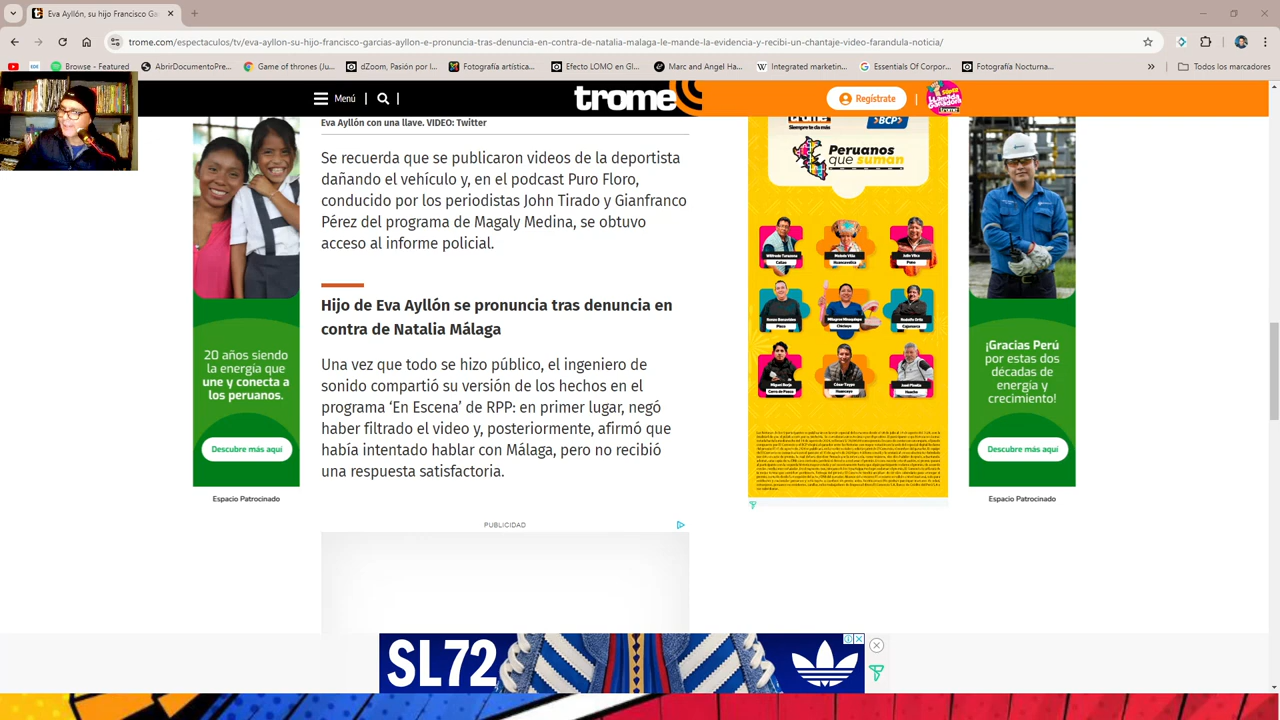 Eva Ayllón, su hijo Francisco Ga
trome.com/espectaculos/tv/eva-ayllon-su-hijo-francisco-garcias-ayllon-e-pronuncia-tras-denuncia-en-contra-de-natalia-malaga-le-mande-la-evidencia-y-recibi-un-chantaje-video-farandula-noticia/
Browse - Featured
AbrirDocumentoPre...
Game of thrones (Ju...
dZoom, Pasión por l...
Fotografía artística...
Efecto LOMO en Gl...
Marc and Angel Hac...
Integrated marketin...
Essentials Of Corpor...
Fotografía Nocturna...
»
Todos los marcadores
Menú
trome
Regístrate
Eva Ayllón con una llave. VIDEO: Twitter
Se recuerda que se publicaron videos de la deportista
dañando el vehículo y, en el podcast Puro Floro,
conducido por los periodistas John Tirado y Gianfranco
Pérez del programa de Magaly Medina, se obtuvo
acceso al informe policial.
Hijo de Eva Ayllón se pronuncia tras denuncia en
contra de Natalia Málaga
Una vez que todo se hizo público, el ingeniero de
sonido compartió su versión de los hechos en el
programa ‘En Escena’ de RPP: en primer lugar, negó
haber filtrado el video y, posteriormente, afirmó que
había intentado hablar con Málaga, pero no recibió
una respuesta satisfactoria.
PUBLICIDAD
20 años siendo
la energía que
une y conecta a
los peruanos.
Descubre más aquí
Espacio Patrocinado
trome
Siempre te da más
BCP
Peruanos
que suman
¡Gracias Perú
por estas dos
décadas de
energía y
crecimiento!
Descubre más aquí
Espacio Patrocinado
SL72